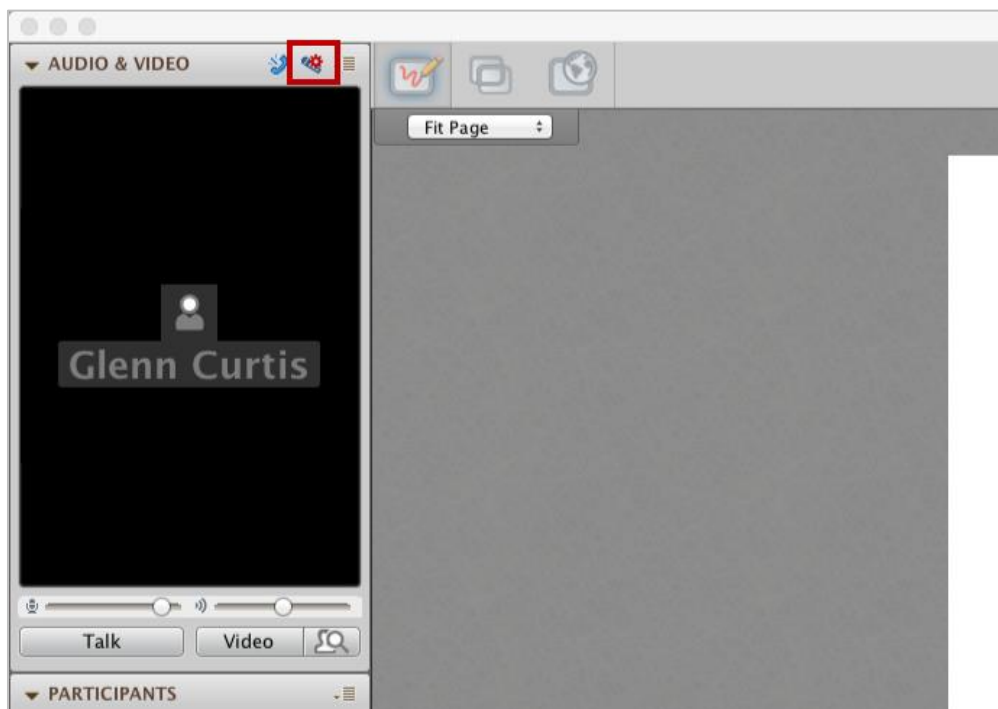 AUDIO & VIDEO
Fit Page
Glenn Curtis
Talk
Video
PARTICIPANTS